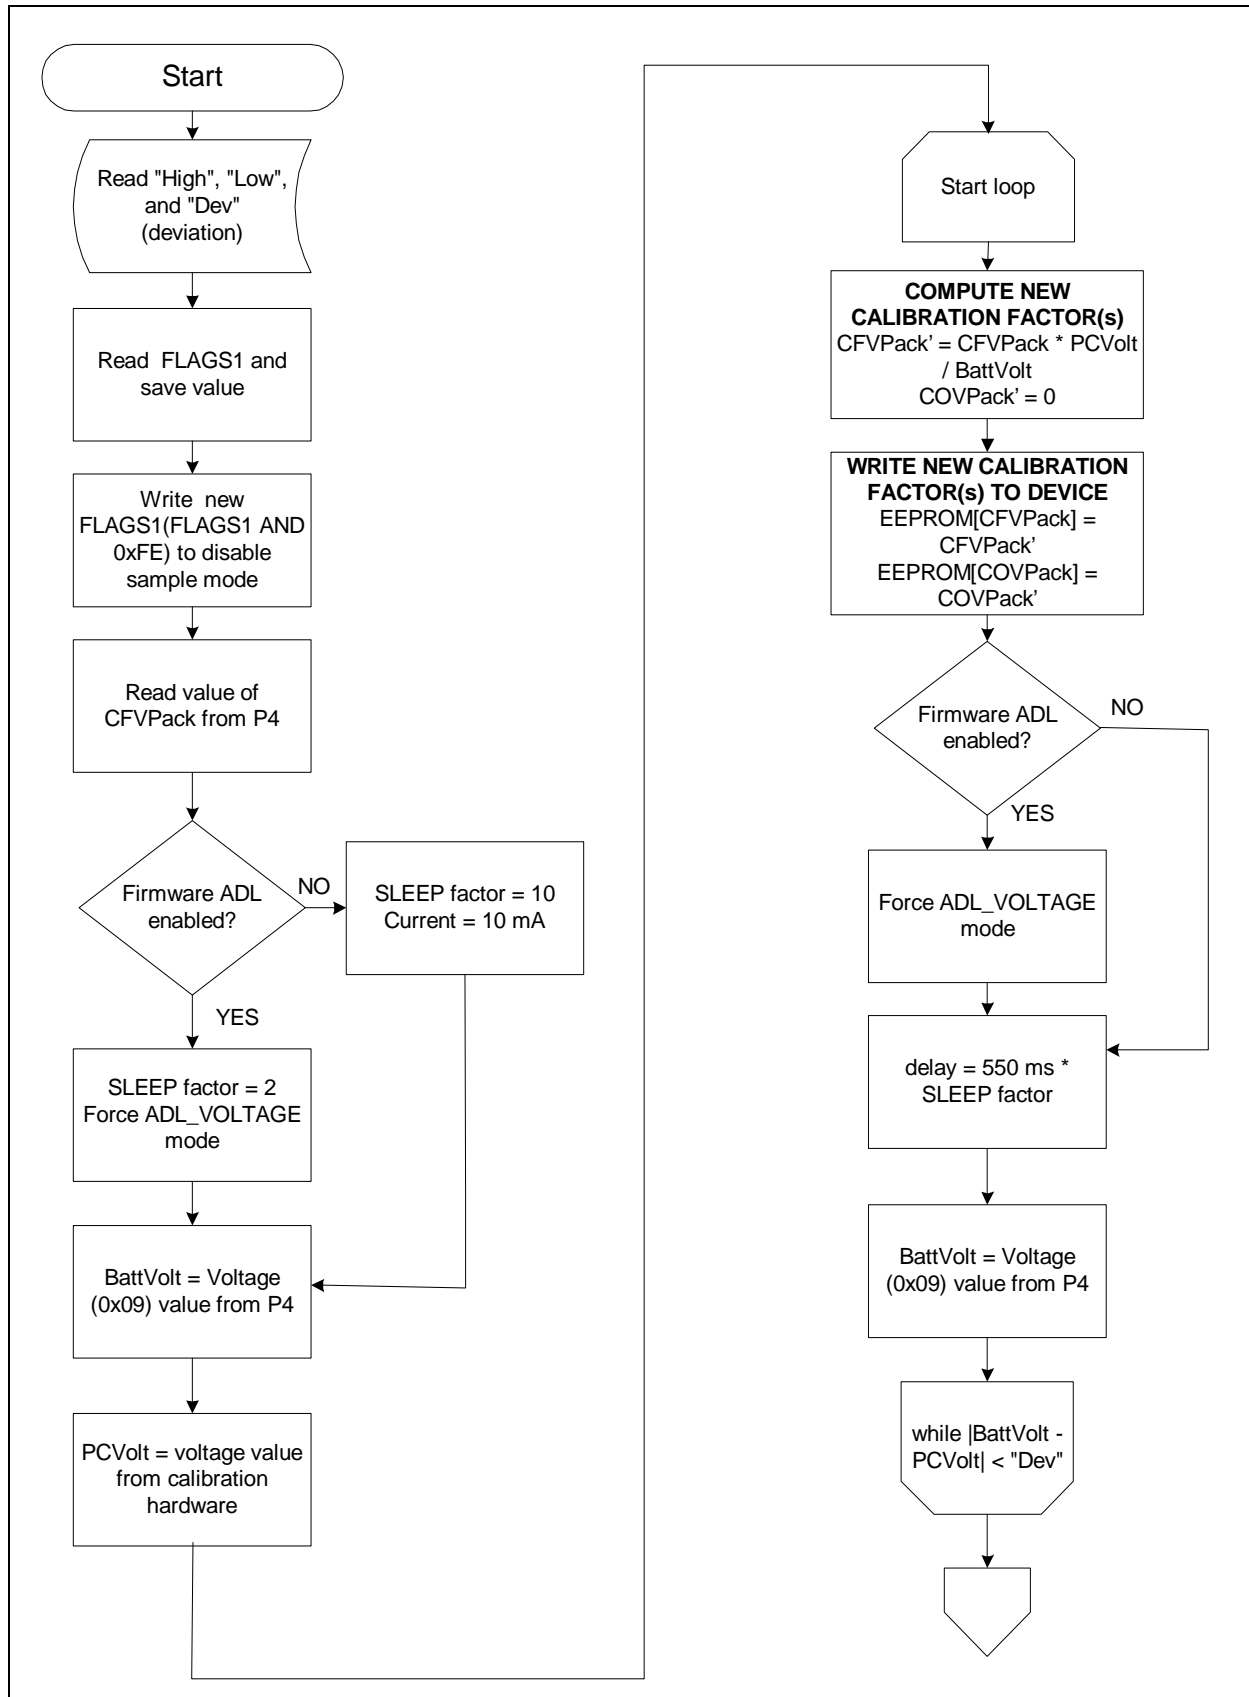 Start
Read "High", "Low",
and "Dev"
(deviation)
Read  FLAGS1 and
save value
Write  new
FLAGS1(FLAGS1 AND
0xFE) to disable
sample mode
Read value of
CFVPack from P4
Firmware ADL
enabled?
NO
SLEEP factor = 10
Current = 10 mA
YES
SLEEP factor = 2
Force ADL_VOLTAGE
mode
BattVolt = Voltage
(0x09) value from P4
PCVolt = voltage value
from calibration
hardware
Start loop
COMPUTE NEW
CALIBRATION FACTOR(s)
CFVPack’ = CFVPack * PCVolt
/ BattVolt
COVPack’ = 0
WRITE NEW CALIBRATION
FACTOR(s) TO DEVICE
EEPROM[CFVPack] =
CFVPack’
EEPROM[COVPack] =
COVPack’
Firmware ADL
enabled?
NO
YES
Force ADL_VOLTAGE
mode
delay = 550 ms *
SLEEP factor
BattVolt = Voltage
(0x09) value from P4
while |BattVolt -
PCVolt| < "Dev"